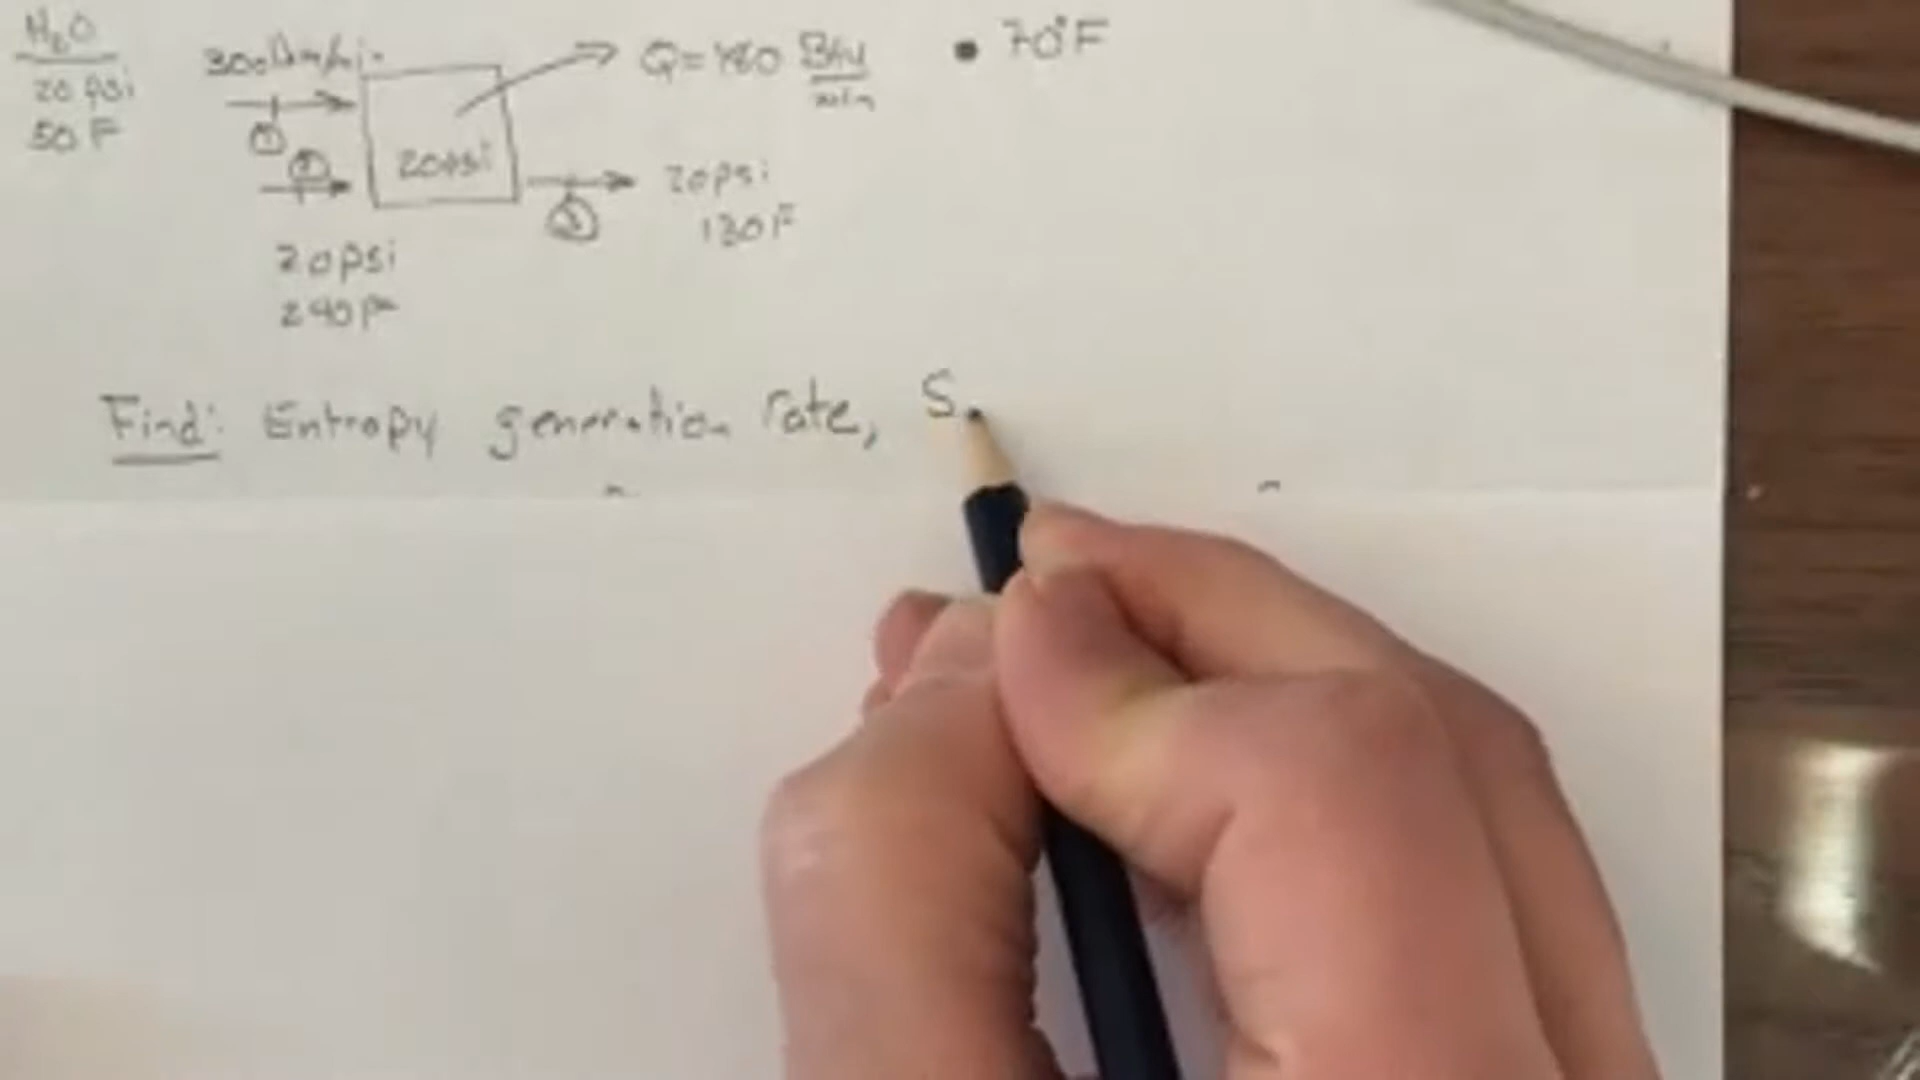 H2O
20 psi
50 F
300 lbm/min
①
②
20psi
Q=180 Btu/min
• 70°F
③
20psi
130F
20psi
240F
Find: Entropy generation rate, S